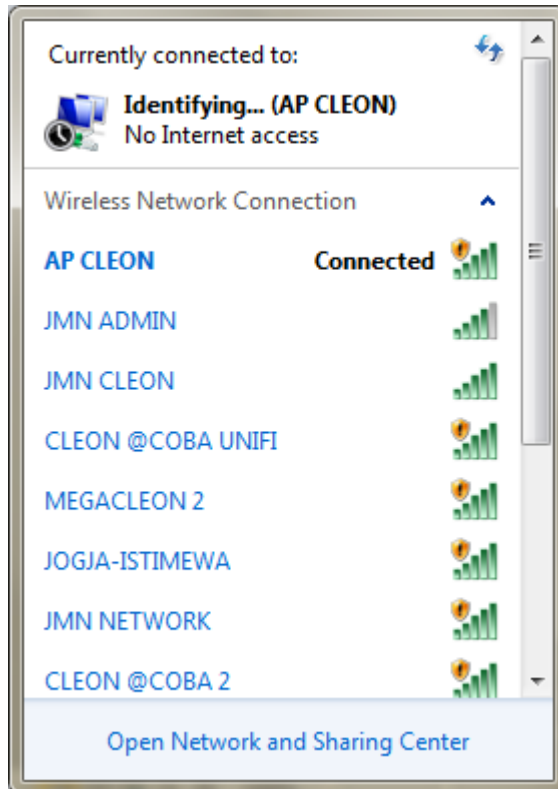 Currently connected to:
Identifying... (AP CLEON)
No Internet access
Wireless Network Connection
AP CLEON Connected
JMN ADMIN
JMN CLEON
CLEON @COBA UNIFI
MEGACLEON 2
JOGJA-ISTIMEWA
JMN NETWORK
CLEON @COBA 2
Open Network and Sharing Center